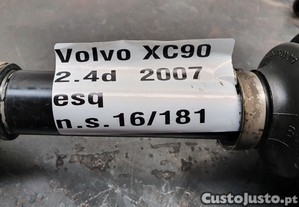 Volvo XC90
2.4d 2007
esq
n.s.16/181
CustoJusto.pt